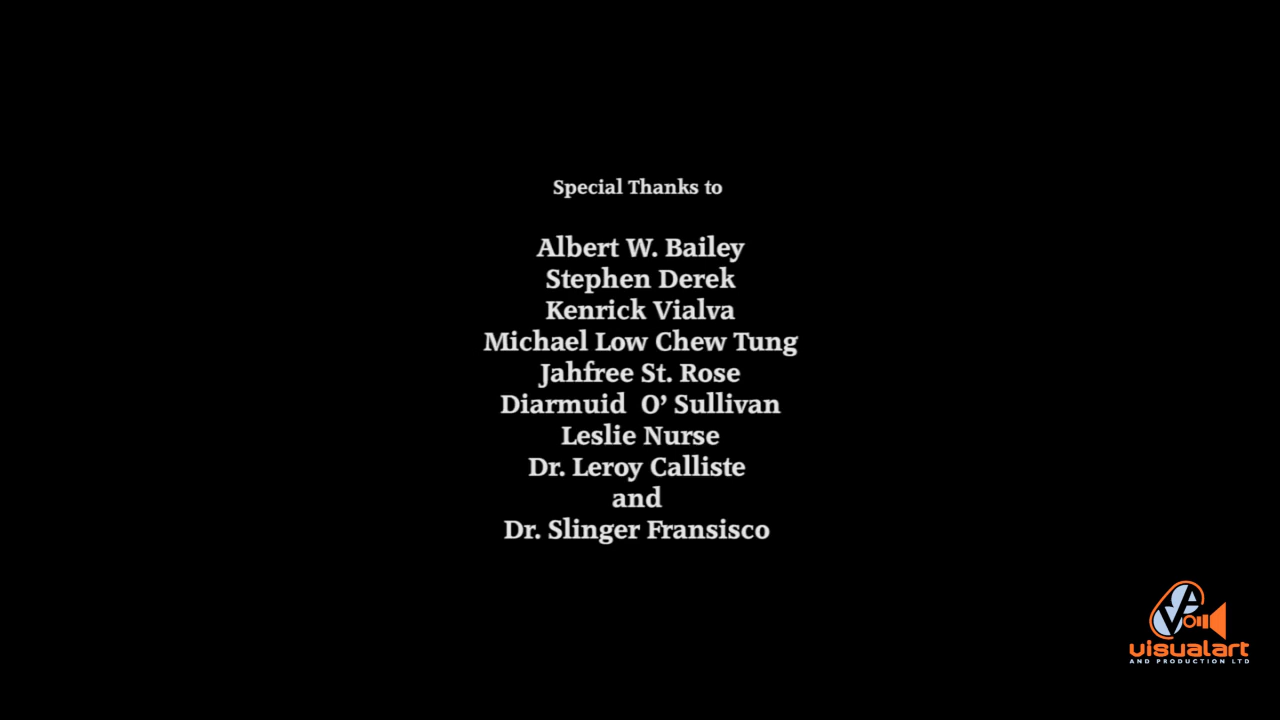 Special Thanks to
Albert W. Bailey
Stephen Derek
Kenrick Vialva
Michael Low Chew Tung
Jahfree St. Rose
Diarmuid O’ Sullivan
Leslie Nurse
Dr. Leroy Calliste
and
Dr. Slinger Fransisco
VA
visualart
AND PRODUCTION LTD